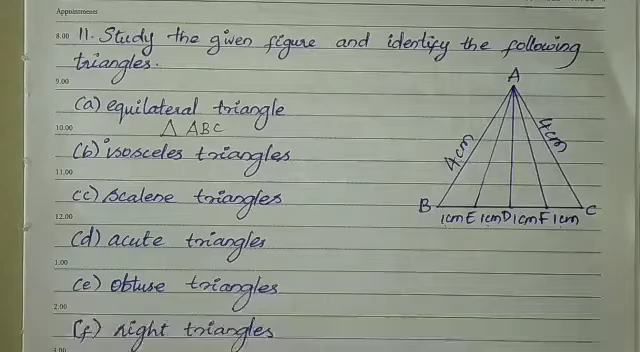 Appointments
8.00 11. Study the given figure and identify the following
triangles.
9.00
(a) equilateral triangle
10.00 △ ABC
(b) isosceles triangles
11.00
(c) scalene triangles
12.00
(d) acute triangles
1.00
(e) obtuse triangles
2.00
(f) right triangles
3.00
A
4cm 4cm
B 1cm E 1cm D 1cm F 1cm C